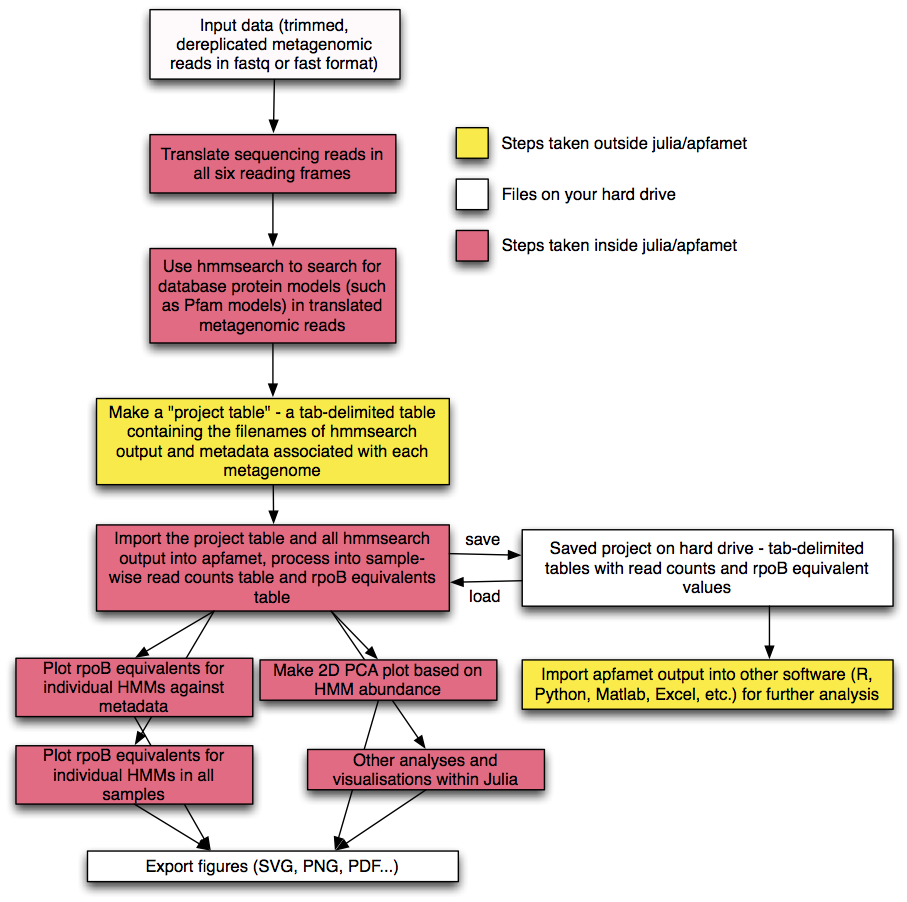 Input data (trimmed,
dereplicated metagenomic
reads in fastq or fast format)
Translate sequencing reads in
all six reading frames
Steps taken outside julia/apfamet
Files on your hard drive
Steps taken inside julia/apfamet
Use hmmsearch to search for
database protein models (such
as Pfam models) in translated
metagenomic reads
Make a "project table" - a tab-delimited table
containing the filenames of hmmsearch
output and metadata associated with each
metagenome
Import the project table and all hmmsearch
output into apfamet, process into sample-
wise read counts table and rpoB equivalents
table
save
load
Saved project on hard drive - tab-delimited
tables with read counts and rpoB equivalent
values
Plot rpoB equivalents for
individual HMMs against
metadata
Make 2D PCA plot based on
HMM abundance
Import apfamet output into other software (R,
Python, Matlab, Excel, etc.) for further analysis
Plot rpoB equivalents for
individual HMMs in all
samples
Other analyses and
visualisations within Julia
Export figures (SVG, PNG, PDF...)